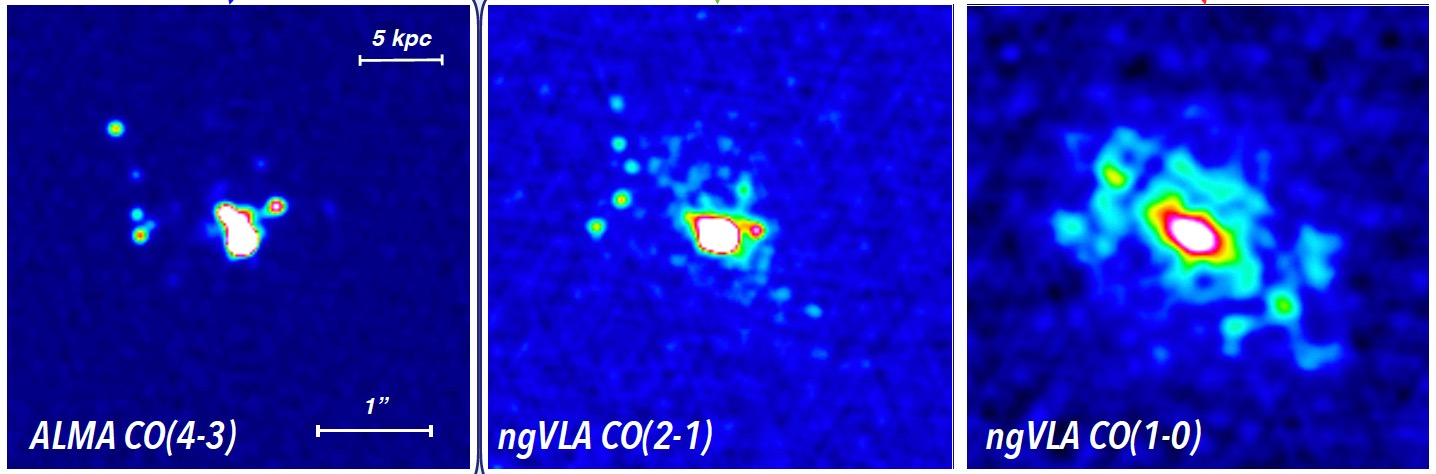 5 kpc
1”
ALMA CO(4-3)
ngVLA CO(2-1)
ngVLA CO(1-0)